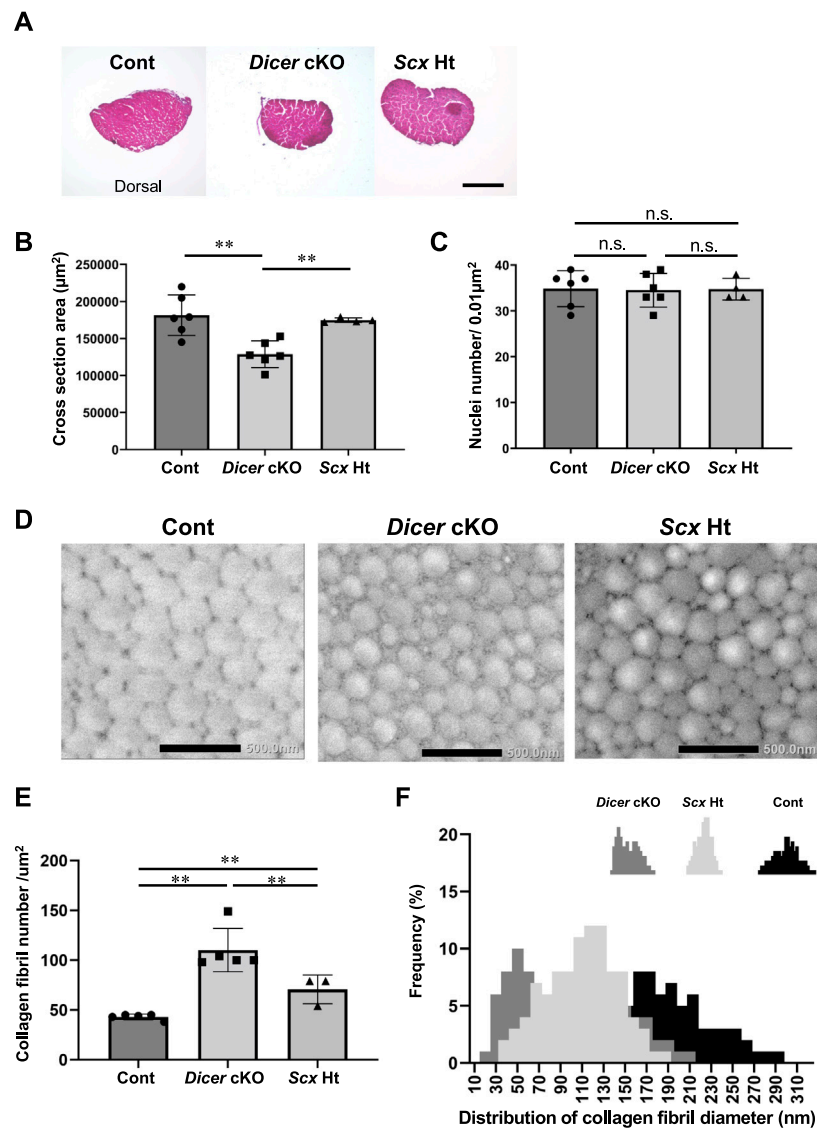 A
Cont
Dicer cKO
Scx Ht
Dorsal
B
**
**
Cross section area (μm²)
250000
200000
150000
100000
50000
0
Cont
Dicer cKO
Scx Ht
C
n.s.
n.s.
n.s.
Nuclei number/ 0.01μm²
40
30
20
10
0
Cont
Dicer cKO
Scx Ht
D
Cont
Dicer cKO
Scx Ht
500.0nm
500.0nm
500.0nm
E
**
**
**
Collagen fibril number /um²
200
150
100
50
0
Cont
Dicer cKO
Scx Ht
F
Dicer cKO
Scx Ht
Cont
Frequency (%)
20
15
10
5
0
10
30
50
70
90
110
130
150
170
190
210
230
250
270
290
310
Distribution of collagen fibril diameter (nm)